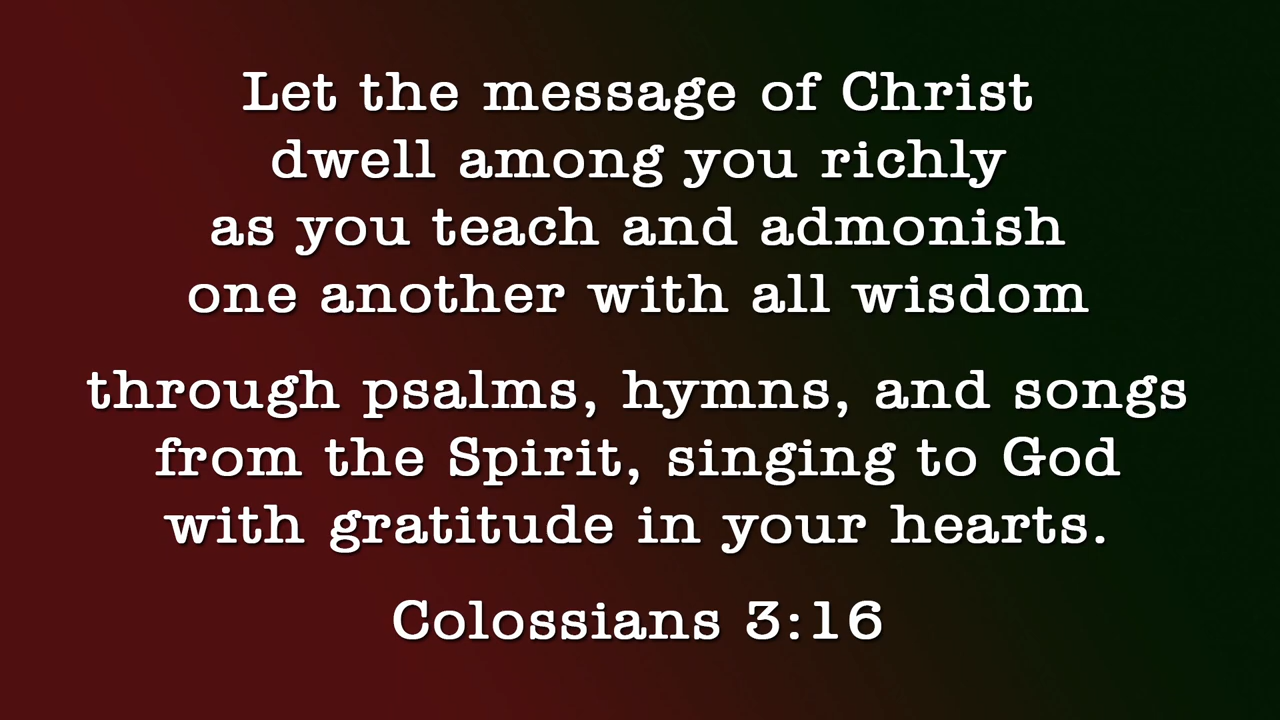 Let the message of Christ
dwell among you richly
as you teach and admonish
one another with all wisdom
through psalms, hymns, and songs
from the Spirit, singing to God
with gratitude in your hearts.
Colossians 3:16